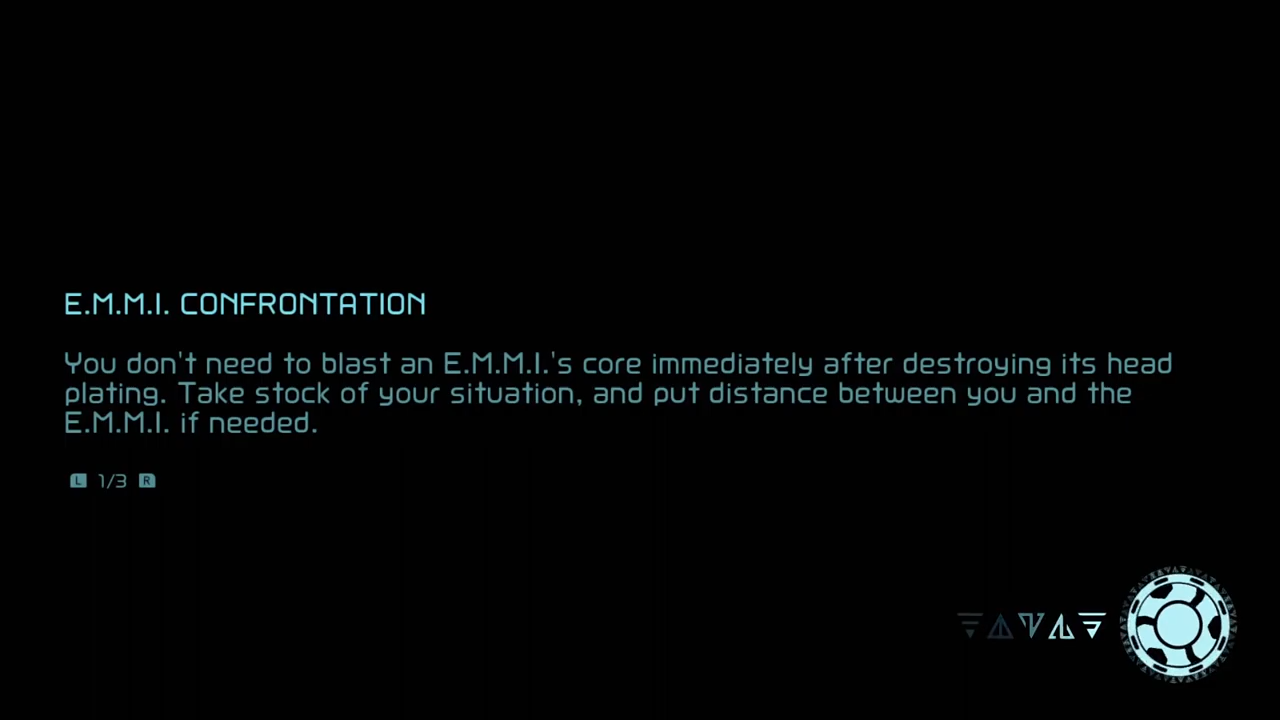 E.M.M.I. CONFRONTATION
You don't need to blast an E.M.M.I.'s core immediately after destroying its head
plating. Take stock of your situation, and put distance between you and the
E.M.M.I. if needed.
L 1/3 R